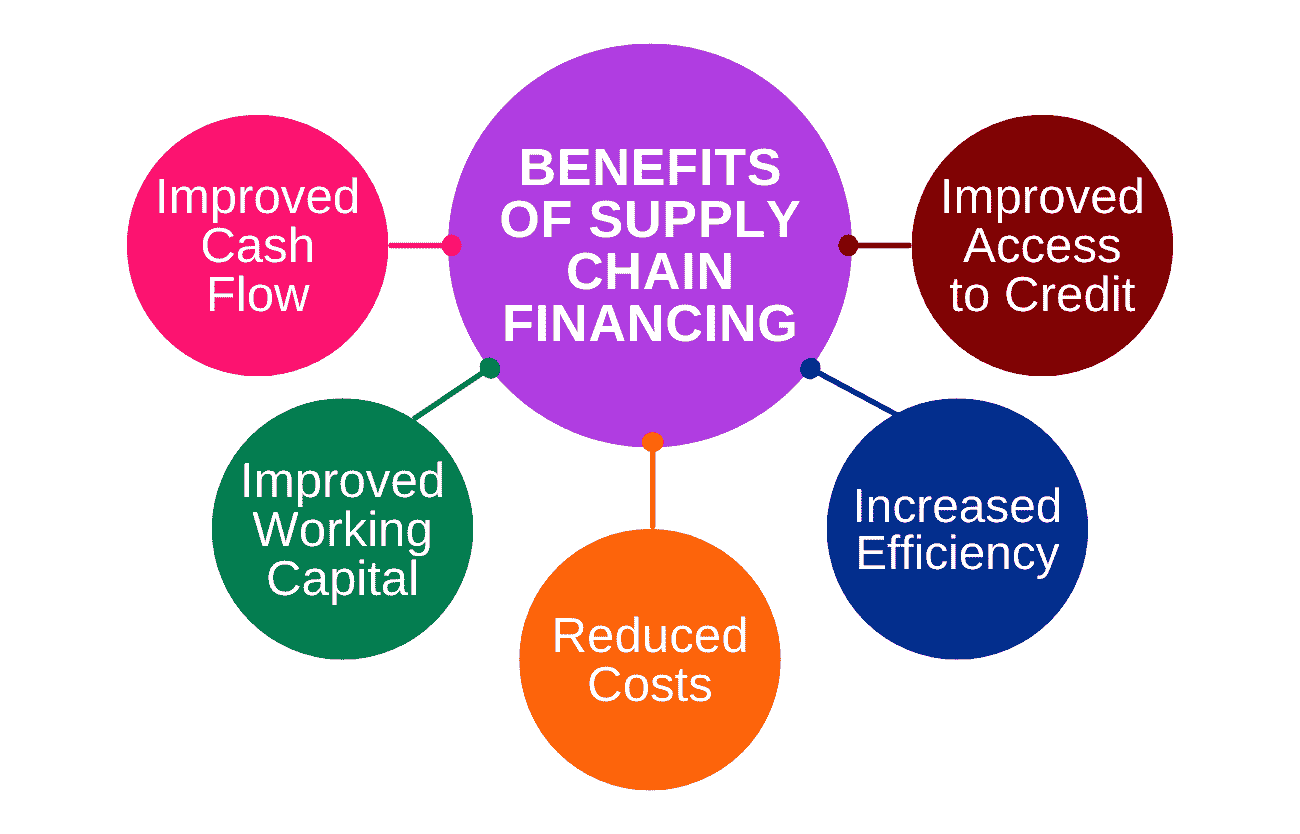 BENEFITS
OF SUPPLY
CHAIN
FINANCING
Improved
Cash
Flow
Improved
Access
to Credit
Improved
Working
Capital
Increased
Efficiency
Reduced
Costs